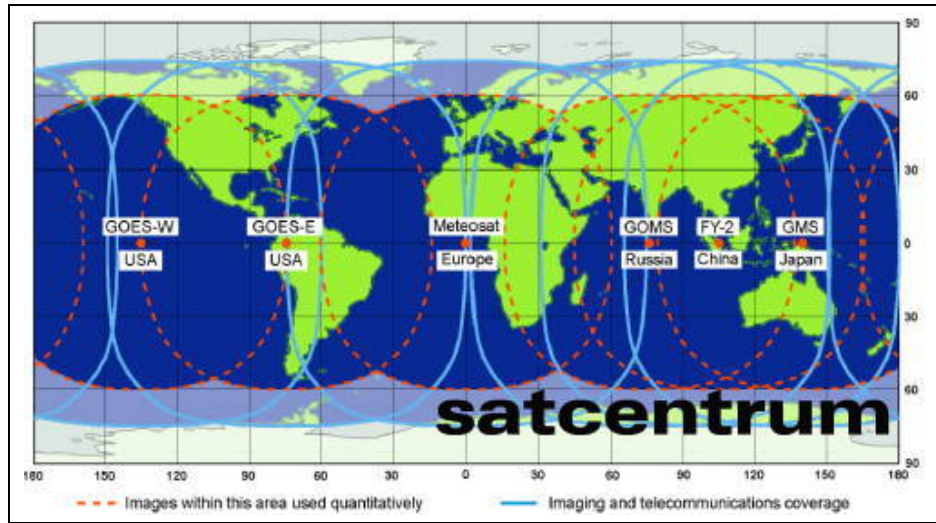 90
60
30
GOES-W GOES-E Meteosat GOMS FY-2 GMS
0
USA USA Europe Russia China Japan
30
60
satcentrum
90
180 150 120 90 60 30 0 30 60 90 120 150 180
Images within this area used quantitatively Imaging and telecommunications coverage